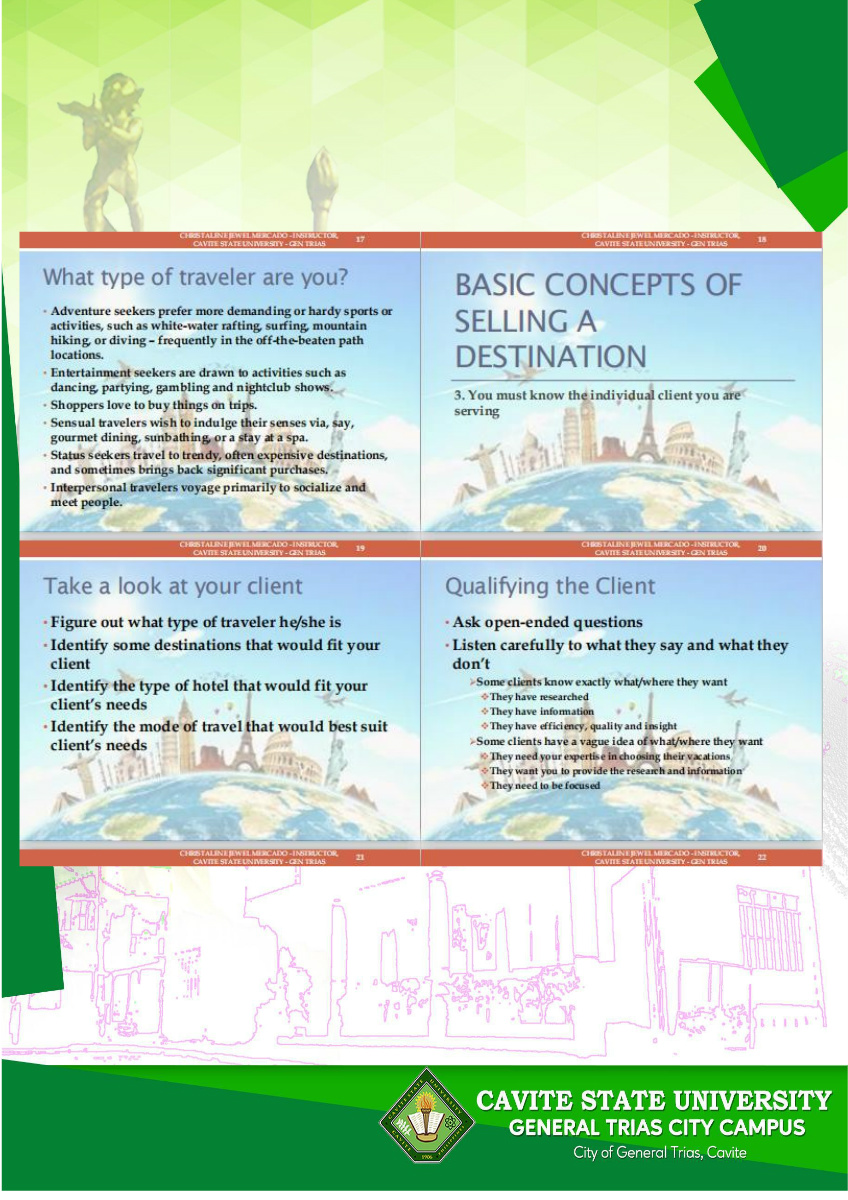 CHRISTALINE JEWEL MERCADO - INSTRUCTOR,
CAVITE STATE UNIVERSITY - GEN TRIAS
17
What type of traveler are you?
• Adventure seekers prefer more demanding or hardy sports or
activities, such as white-water rafting, surfing, mountain
hiking, or diving – frequently in the off-the-beaten path
locations.
• Entertainment seekers are drawn to activities such as
dancing, partying, gambling and nightclub shows.
• Shoppers love to buy things on trips.
• Sensual travelers wish to indulge their senses via, say,
gourmet dining, sunbathing, or a stay at a spa.
• Status seekers travel to trendy, often expensive destinations,
and sometimes brings back significant purchases.
• Interpersonal travelers voyage primarily to socialize and
meet people.
CHRISTALINE JEWEL MERCADO - INSTRUCTOR,
CAVITE STATE UNIVERSITY - GEN TRIAS
18
BASIC CONCEPTS OF
SELLING A
DESTINATION
3. You must know the individual client you are
serving
CHRISTALINE JEWEL MERCADO - INSTRUCTOR,
CAVITE STATE UNIVERSITY - GEN TRIAS
19
Take a look at your client
• Figure out what type of traveler he/she is
• Identify some destinations that would fit your
client
• Identify the type of hotel that would fit your
client's needs
• Identify the mode of travel that would best suit
client's needs
CHRISTALINE JEWEL MERCADO - INSTRUCTOR,
CAVITE STATE UNIVERSITY - GEN TRIAS
20
Qualifying the Client
• Ask open-ended questions
• Listen carefully to what they say and what they
don't
➢Some clients know exactly what/where they want
❖They have researched
❖They have information
❖They have efficiency, quality and insight
➢Some clients have a vague idea of what/where they want
❖They need your expertise in choosing their vacations
❖They want you to provide the research and information
❖They need to be focused
CHRISTALINE JEWEL MERCADO - INSTRUCTOR,
CAVITE STATE UNIVERSITY - GEN TRIAS
21
CHRISTALINE JEWEL MERCADO - INSTRUCTOR,
CAVITE STATE UNIVERSITY - GEN TRIAS
22
CAVITE STATE UNIVERSITY
1906
CAVITE STATE UNIVERSITY
GENERAL TRIAS CITY CAMPUS
City of General Trias, Cavite